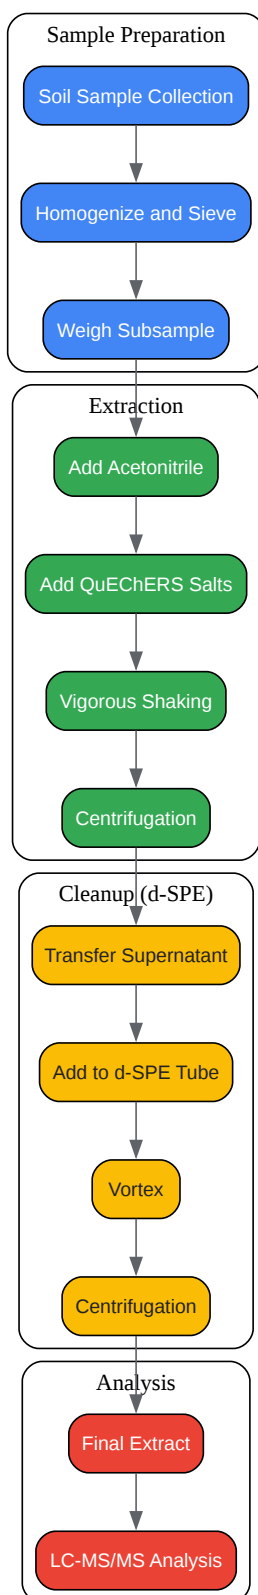 Sample Preparation
Soil Sample Collection
Homogenize and Sieve
Weigh Subsample
Extraction
Add Acetonitrile
Add QuEChERS Salts
Vigorous Shaking
Centrifugation
Cleanup (d-SPE)
Transfer Supernatant
Add to d-SPE Tube
Vortex
Centrifugation
Analysis
Final Extract
LC-MS/MS Analysis